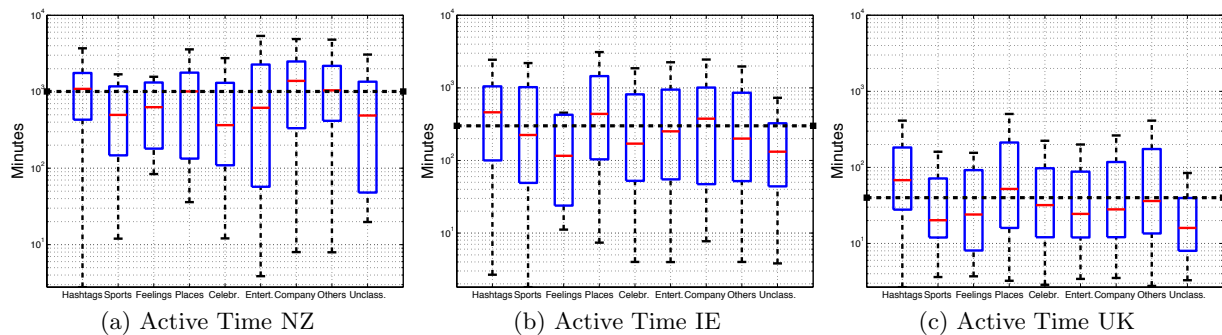 10⁴
10³
10²
10¹
Minutes
Hashtags Sports Feelings Places Celebr. Entert. Company Others Unclass.
(a) Active Time NZ
10⁴
10³
10²
10¹
Minutes
Hashtags Sports Feelings Places Celebr. Entert. Company Others Unclass.
(b) Active Time IE
10⁴
10³
10²
10¹
Minutes
Hashtags Sports Feelings Places Celebr. Entert. Company Others Unclass.
(c) Active Time UK